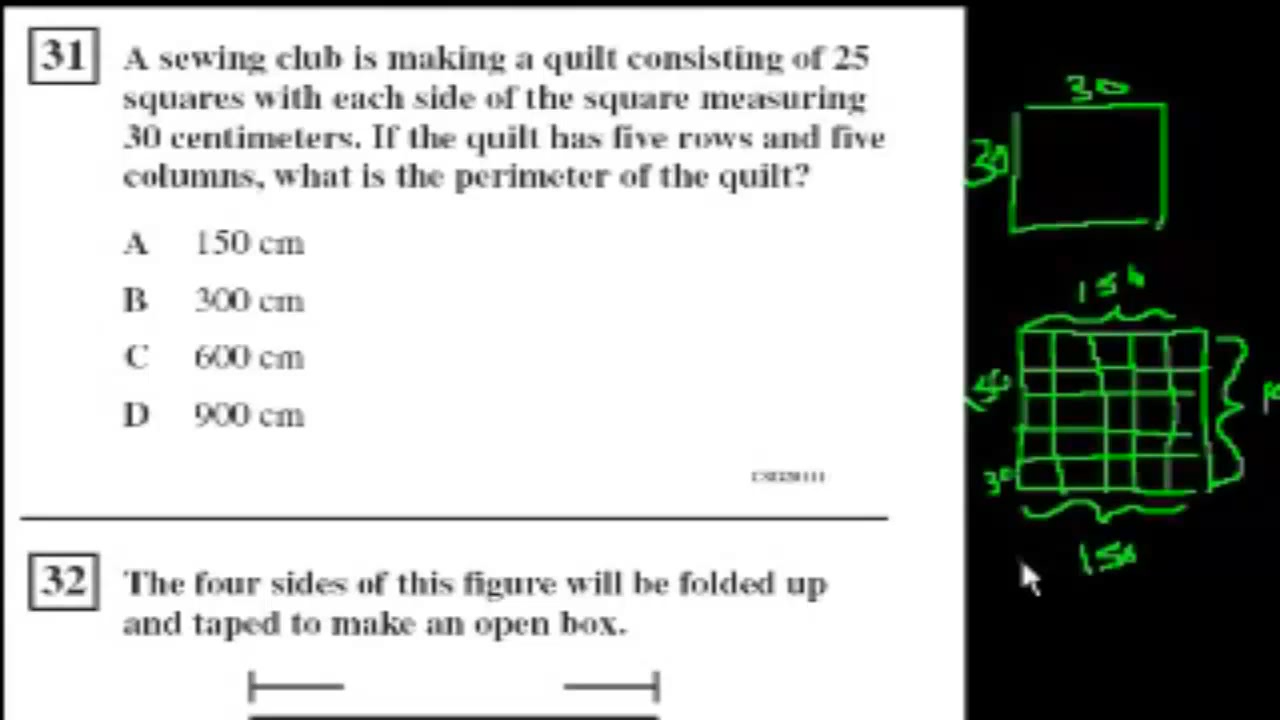 31
A sewing club is making a quilt consisting of 25
squares with each side of the square measuring
30 centimeters. If the quilt has five rows and five
columns, what is the perimeter of the quilt?
A 150 cm
B 300 cm
C 600 cm
D 900 cm
32
The four sides of this figure will be folded up
and taped to make an open box.
30
30
150
150
30
150